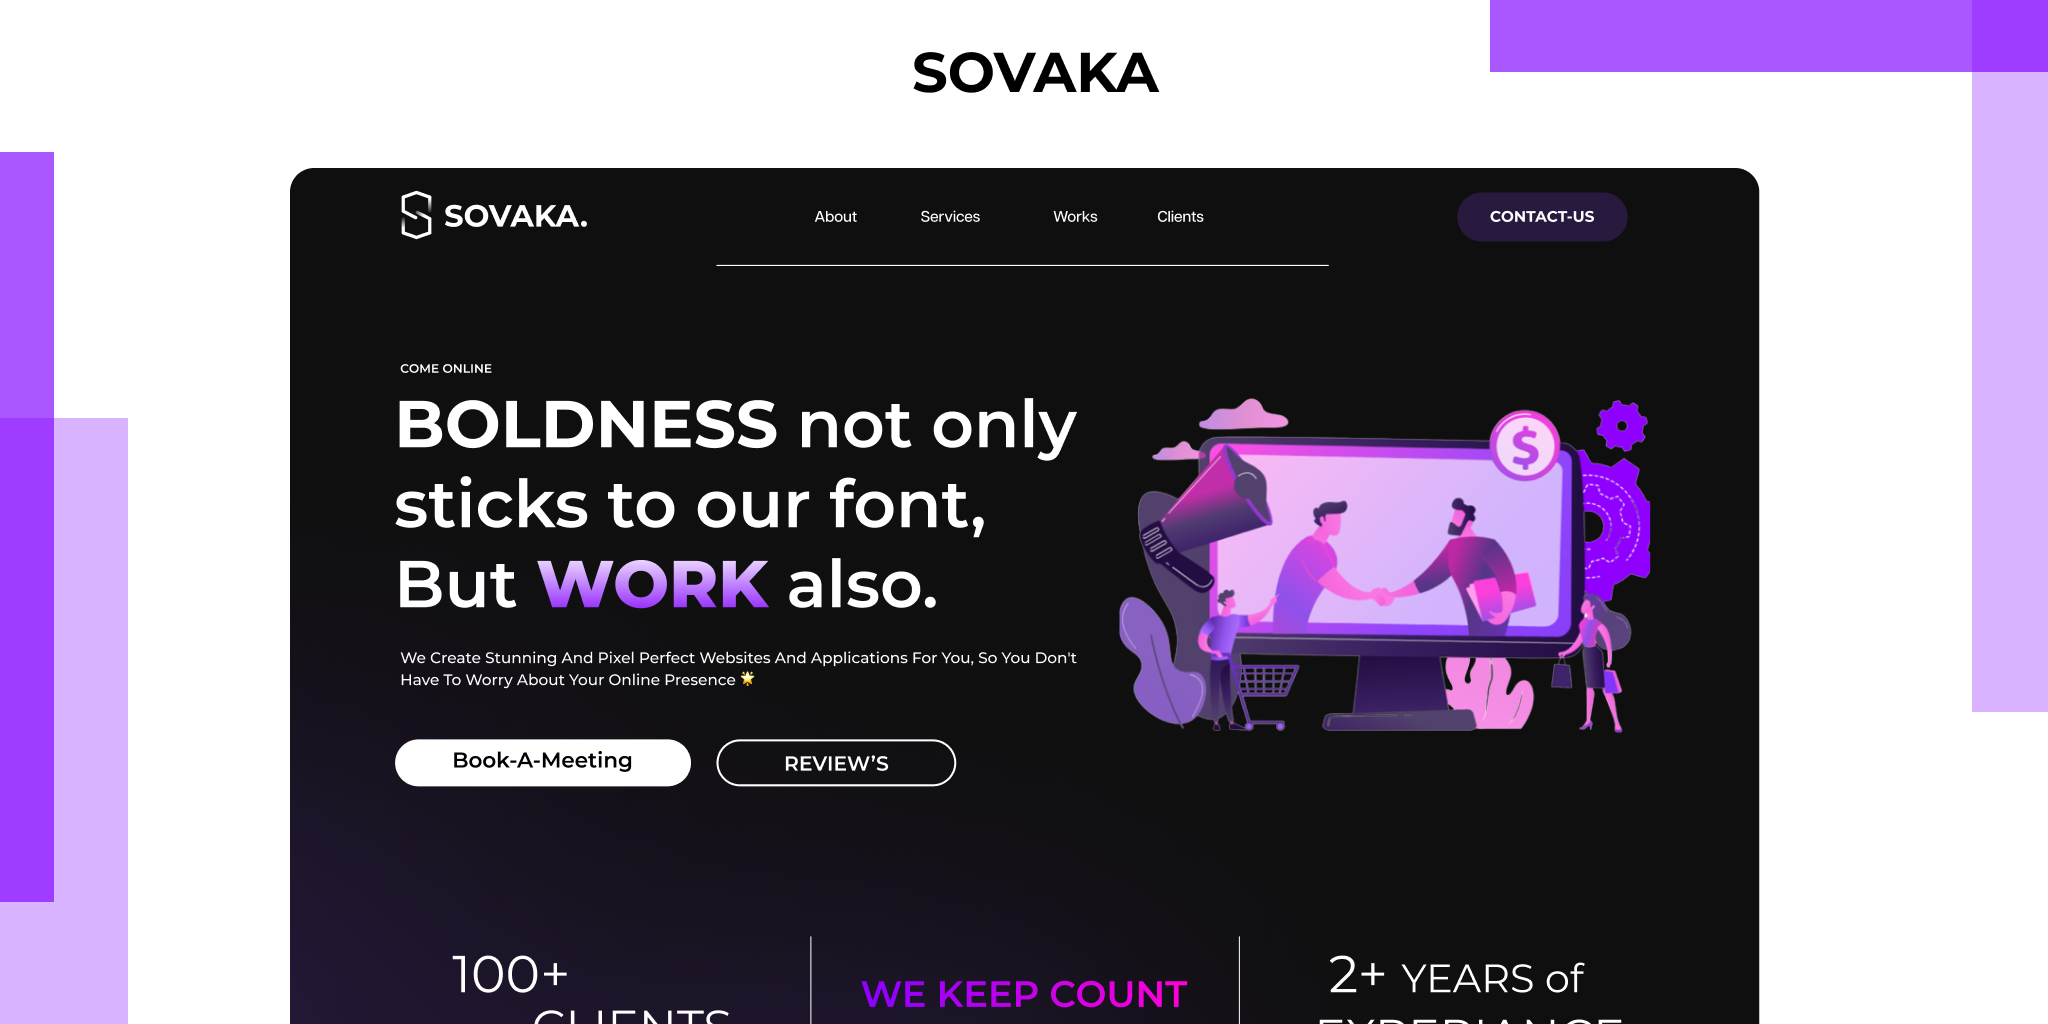 SOVAKA
SOVAKA.
About Services Works Clients
CONTACT-US
COME ONLINE
BOLDNESS not only
sticks to our font,
But WORK also.
We Create Stunning And Pixel Perfect Websites And Applications For You, So You Don't
Have To Worry About Your Online Presence 🌟
$
Book-A-Meeting
REVIEW'S
100+
CLIENTS
WE KEEP COUNT
2+ YEARS of
EXPERIANCE